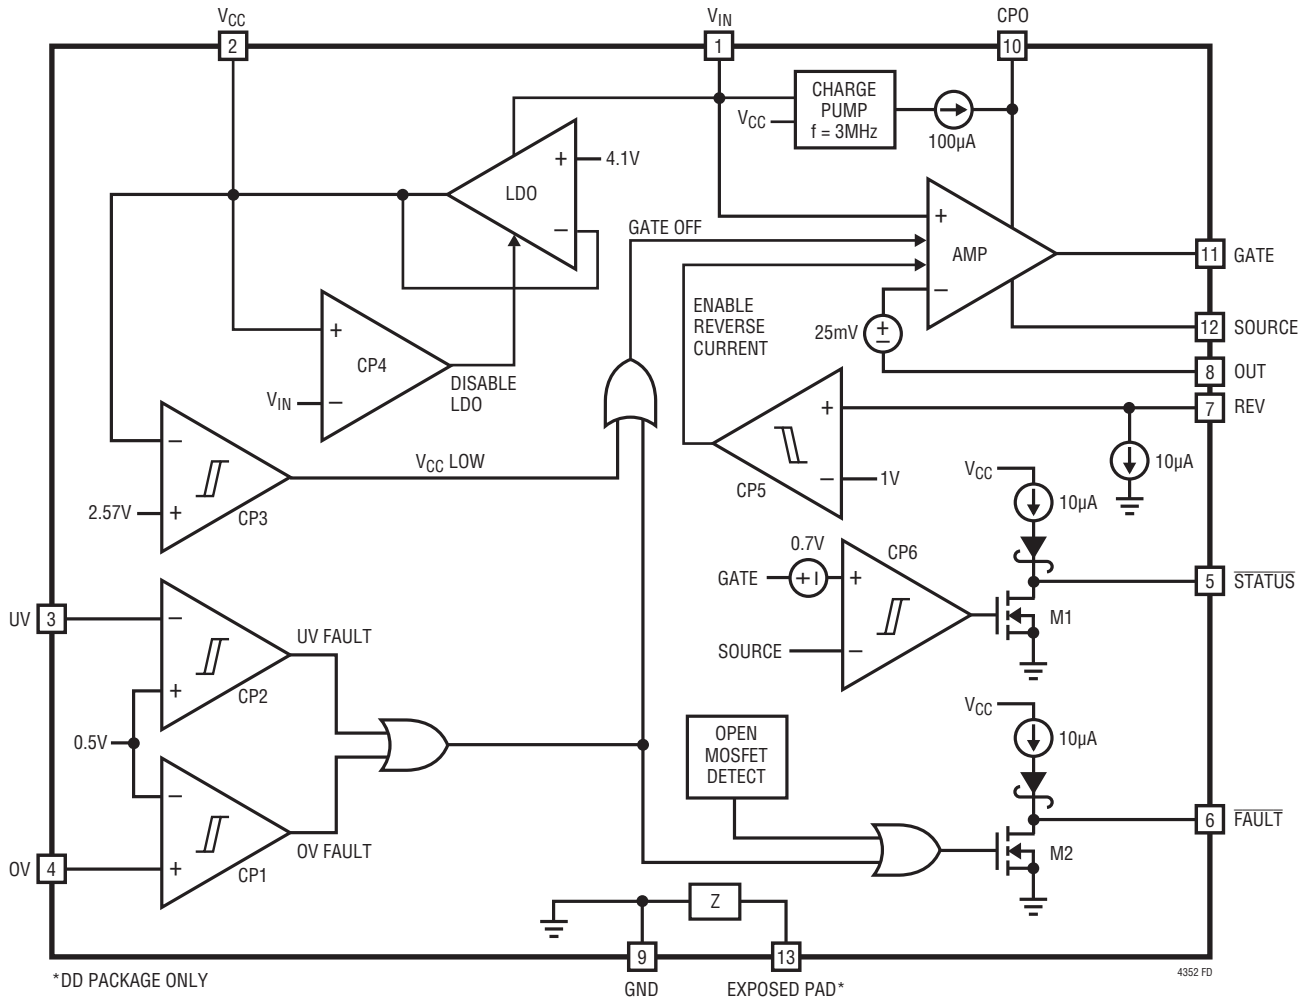 VCC
VIN
CPO
2
1
10
CHARGE
PUMP
f = 3MHz
VCC
100µA
+
4.1V
LDO
−
GATE OFF
+
AMP
−
11
GATE
ENABLE
REVERSE
CURRENT
25mV
+
−
12
SOURCE
8
OUT
7
REV
+
CP4
VIN
−
DISABLE
LDO
−
2.57V
+
CP3
VCC LOW
+
−
1V
CP5
10µA
VCC
10µA
0.7V
CP6
GATE
+ −
+
SOURCE
−
M1
5
STATUS
UV
3
−
+
UV FAULT
CP2
0.5V
−
+
OV FAULT
CP1
OV
4
OPEN
MOSFET
DETECT
VCC
10µA
M2
6
FAULT
Z
9
13
*DD PACKAGE ONLY
GND
EXPOSED PAD*
4352 FD